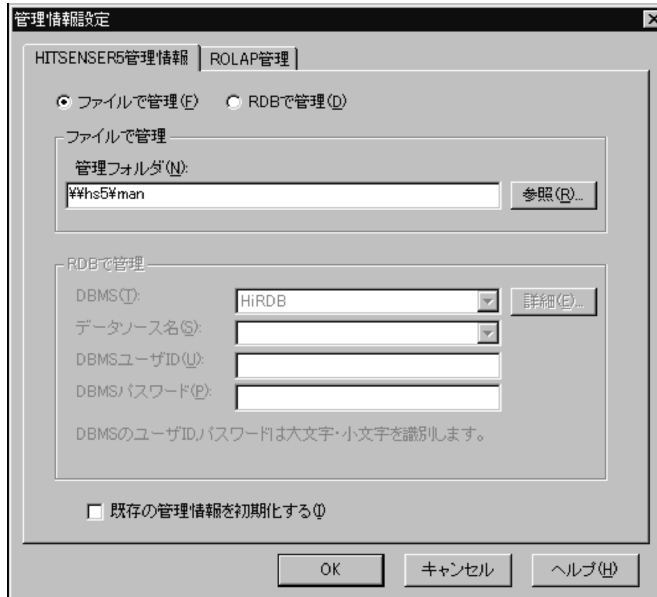 管理情報設定
HITSENSER5管理情報 ROLAP管理
ファイルで管理(F) RDBで管理(D)
ファイルで管理
管理フォルダ(N):
¥¥hs5¥man 参照(R)...
RDBで管理
DBMS(T): HiRDB 詳細(E)...
データソース名(S):
DBMSユーザID(U):
DBMSパスワード(P):
DBMSのユーザID,パスワードは大文字・小文字を識別します。
既存の管理情報を初期化する(I)
OK キャンセル ヘルプ(H)